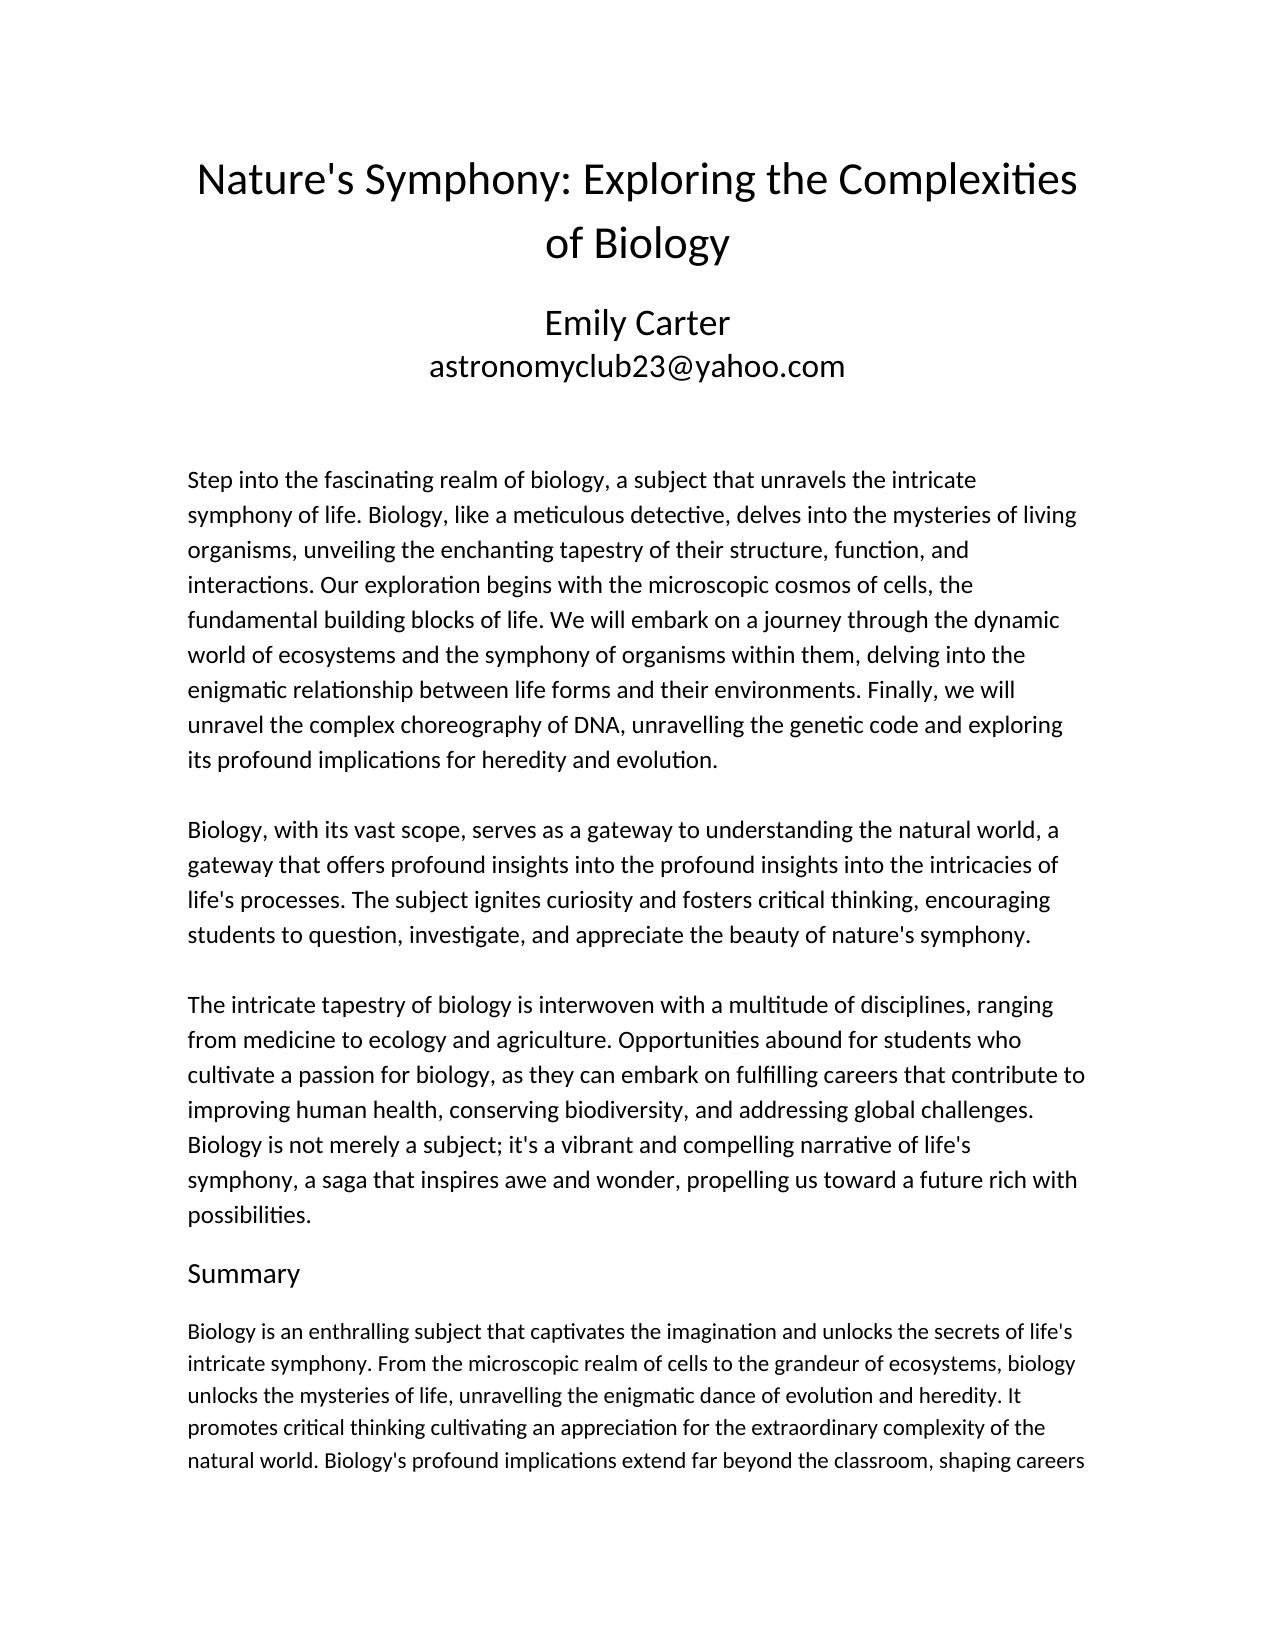 Nature's Symphony: Exploring the Complexities
of Biology
Emily Carter
astronomyclub23@yahoo.com
Step into the fascinating realm of biology, a subject that unravels the intricate
symphony of life. Biology, like a meticulous detective, delves into the mysteries of living
organisms, unveiling the enchanting tapestry of their structure, function, and
interactions. Our exploration begins with the microscopic cosmos of cells, the
fundamental building blocks of life. We will embark on a journey through the dynamic
world of ecosystems and the symphony of organisms within them, delving into the
enigmatic relationship between life forms and their environments. Finally, we will
unravel the complex choreography of DNA, unravelling the genetic code and exploring
its profound implications for heredity and evolution.
Biology, with its vast scope, serves as a gateway to understanding the natural world, a
gateway that offers profound insights into the profound insights into the intricacies of
life's processes. The subject ignites curiosity and fosters critical thinking, encouraging
students to question, investigate, and appreciate the beauty of nature's symphony.
The intricate tapestry of biology is interwoven with a multitude of disciplines, ranging
from medicine to ecology and agriculture. Opportunities abound for students who
cultivate a passion for biology, as they can embark on fulfilling careers that contribute to
improving human health, conserving biodiversity, and addressing global challenges.
Biology is not merely a subject; it's a vibrant and compelling narrative of life's
symphony, a saga that inspires awe and wonder, propelling us toward a future rich with
possibilities.
Summary
Biology is an enthralling subject that captivates the imagination and unlocks the secrets of life's
intricate symphony. From the microscopic realm of cells to the grandeur of ecosystems, biology
unlocks the mysteries of life, unravelling the enigmatic dance of evolution and heredity. It
promotes critical thinking cultivating an appreciation for the extraordinary complexity of the
natural world. Biology's profound implications extend far beyond the classroom, shaping careers